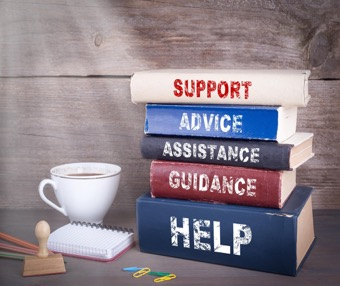 SUPPORT
ADVICE
ASSISTANCE
GUIDANCE
HELP